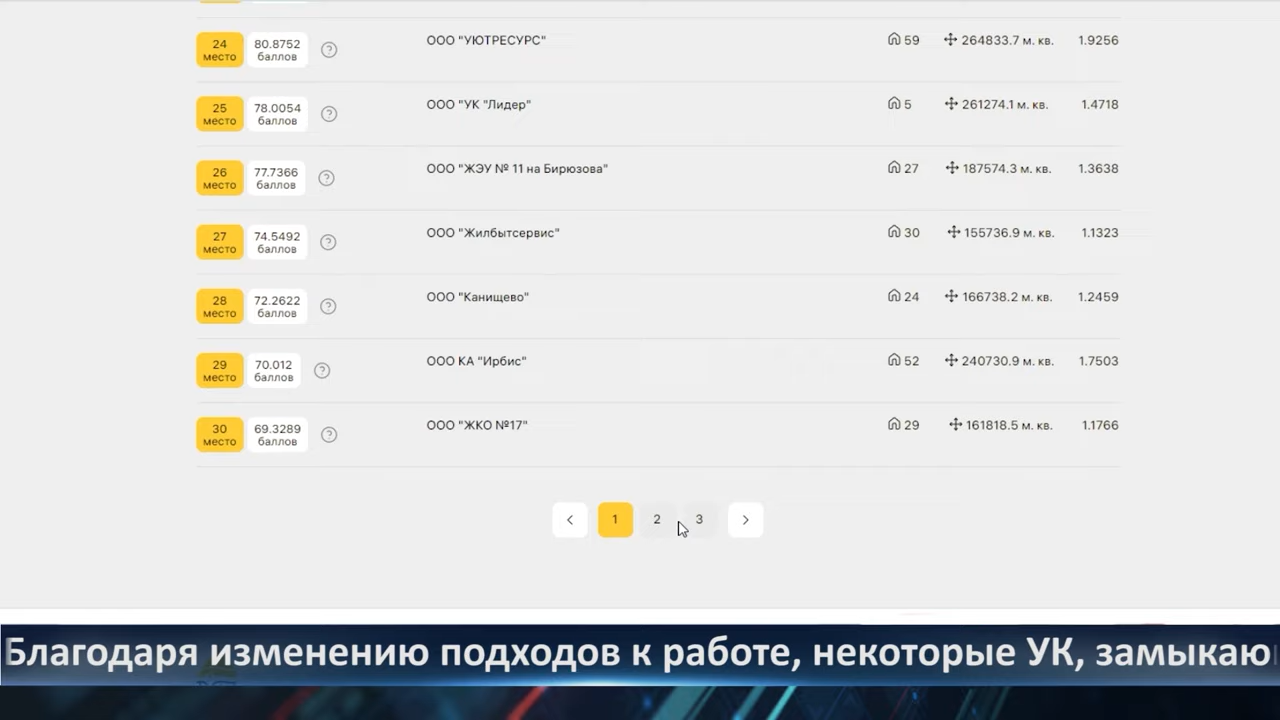 24 место 80.8752 баллов ? ООО "УЮТРЕСУРС" 59 264833.7 м. кв. 1.9256
25 место 78.0054 баллов ? ООО "УК "Лидер" 5 261274.1 м. кв. 1.4718
26 место 77.7366 баллов ? ООО "ЖЭУ № 11 на Бирюзова" 27 187574.3 м. кв. 1.3638
27 место 74.5492 баллов ? ООО "Жилбытсервис" 30 155736.9 м. кв. 1.1323
28 место 72.2622 баллов ? ООО "Канищево" 24 166738.2 м. кв. 1.2459
29 место 70.012 баллов ? ООО КА "Ирбис" 52 240730.9 м. кв. 1.7503
30 место 69.3289 баллов ? ООО "ЖКО №17" 29 161818.5 м. кв. 1.1766
< 1 2 3 >
Благодаря изменению подходов к работе, некоторые УК, замыкаю